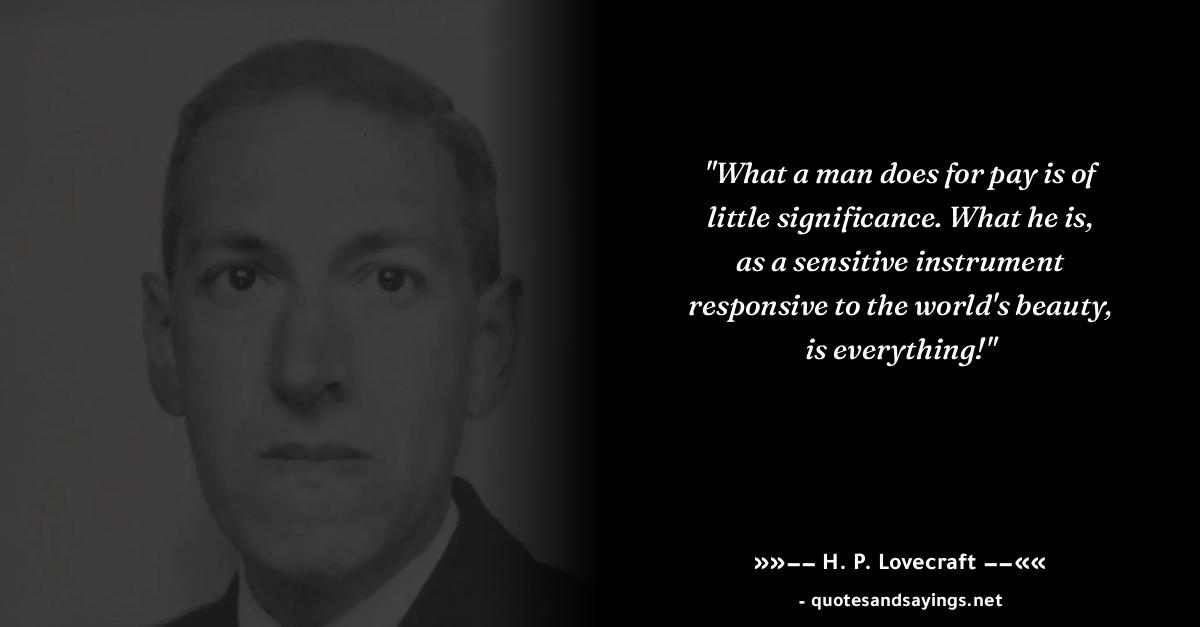 "What a man does for pay is of
little significance. What he is,
as a sensitive instrument
responsive to the world's beauty,
is everything!"
»»–– H. P. Lovecraft ––««
- quotesandsayings.net